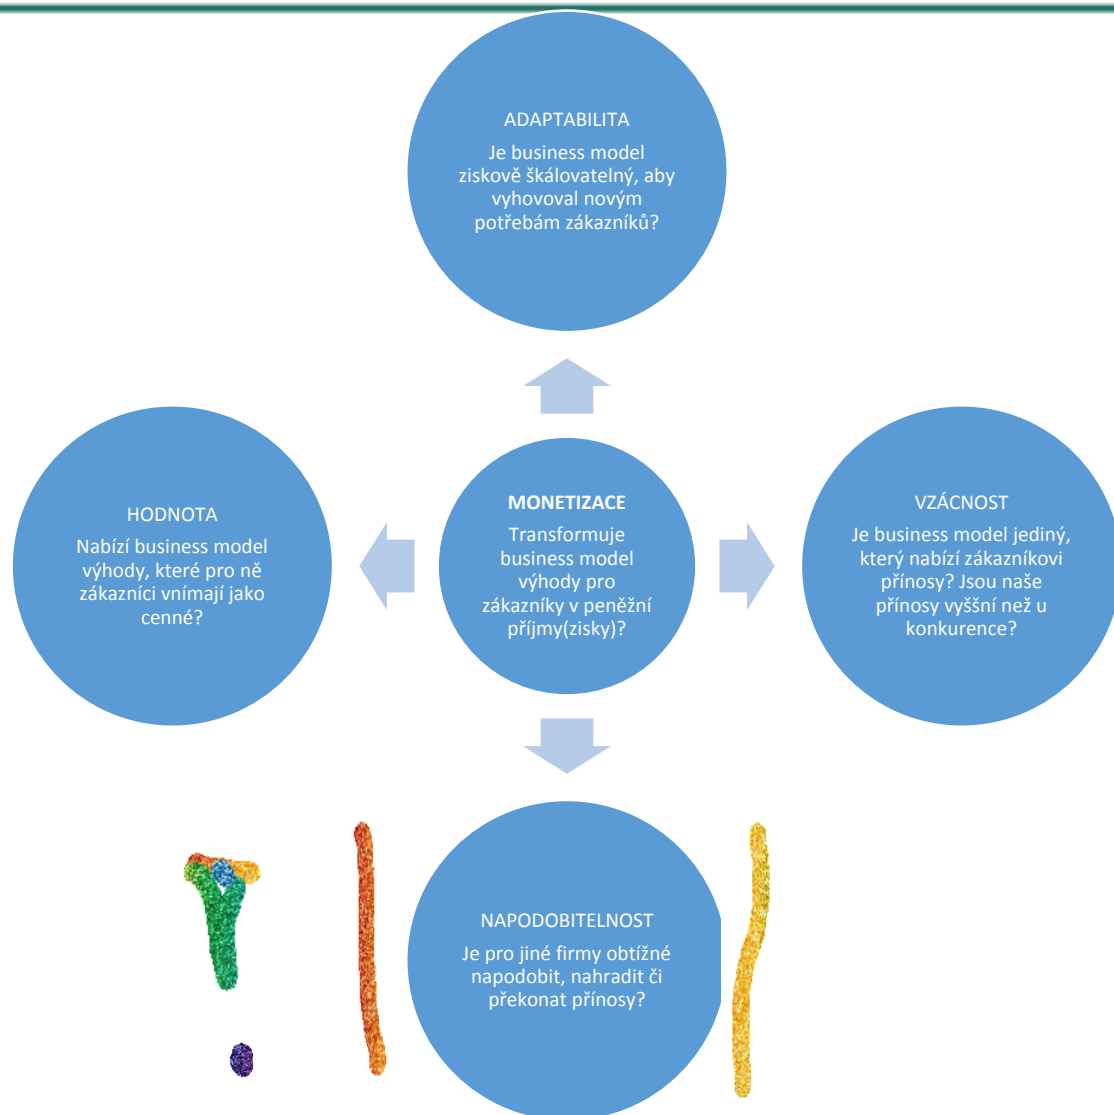 ADAPTABILITA
Je business model
ziskově škálovatelný, aby
vyhovoval novým
potřebám zákazníků?
HODNOTA
Nabízí business model
výhody, které pro ně
zákazníci vnímají jako
cenné?
MONETIZACE
Transformuje
business model
výhody pro
zákazníky v peněžní
příjmy(zisky)?
VZÁCNOST
Je business model jediný,
který nabízí zákazníkovi
přínosy? Jsou naše
přínosy vyššní než u
konkurence?
NAPODOBITELNOST
Je pro jiné firmy obtížné
napodobit, nahradit či
překonat přínosy?